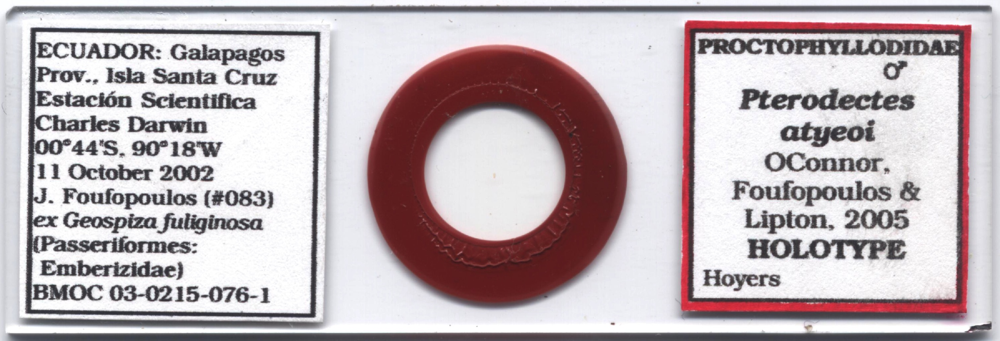 ECUADOR: Galapagos
Prov., Isla Santa Cruz
Estación Scientifica
Charles Darwin
00°44'S, 90°18'W
11 October 2002
J. Foufopoulos (#083)
ex Geospiza fuliginosa
(Passeriformes:
Emberizidae)
BMOC 03-0215-076-1
PROCTOPHYLLODIDAE
♂
Pterodectes
atyeoi
OConnor,
Foufopoulos &
Lipton, 2005
HOLOTYPE
Hoyers